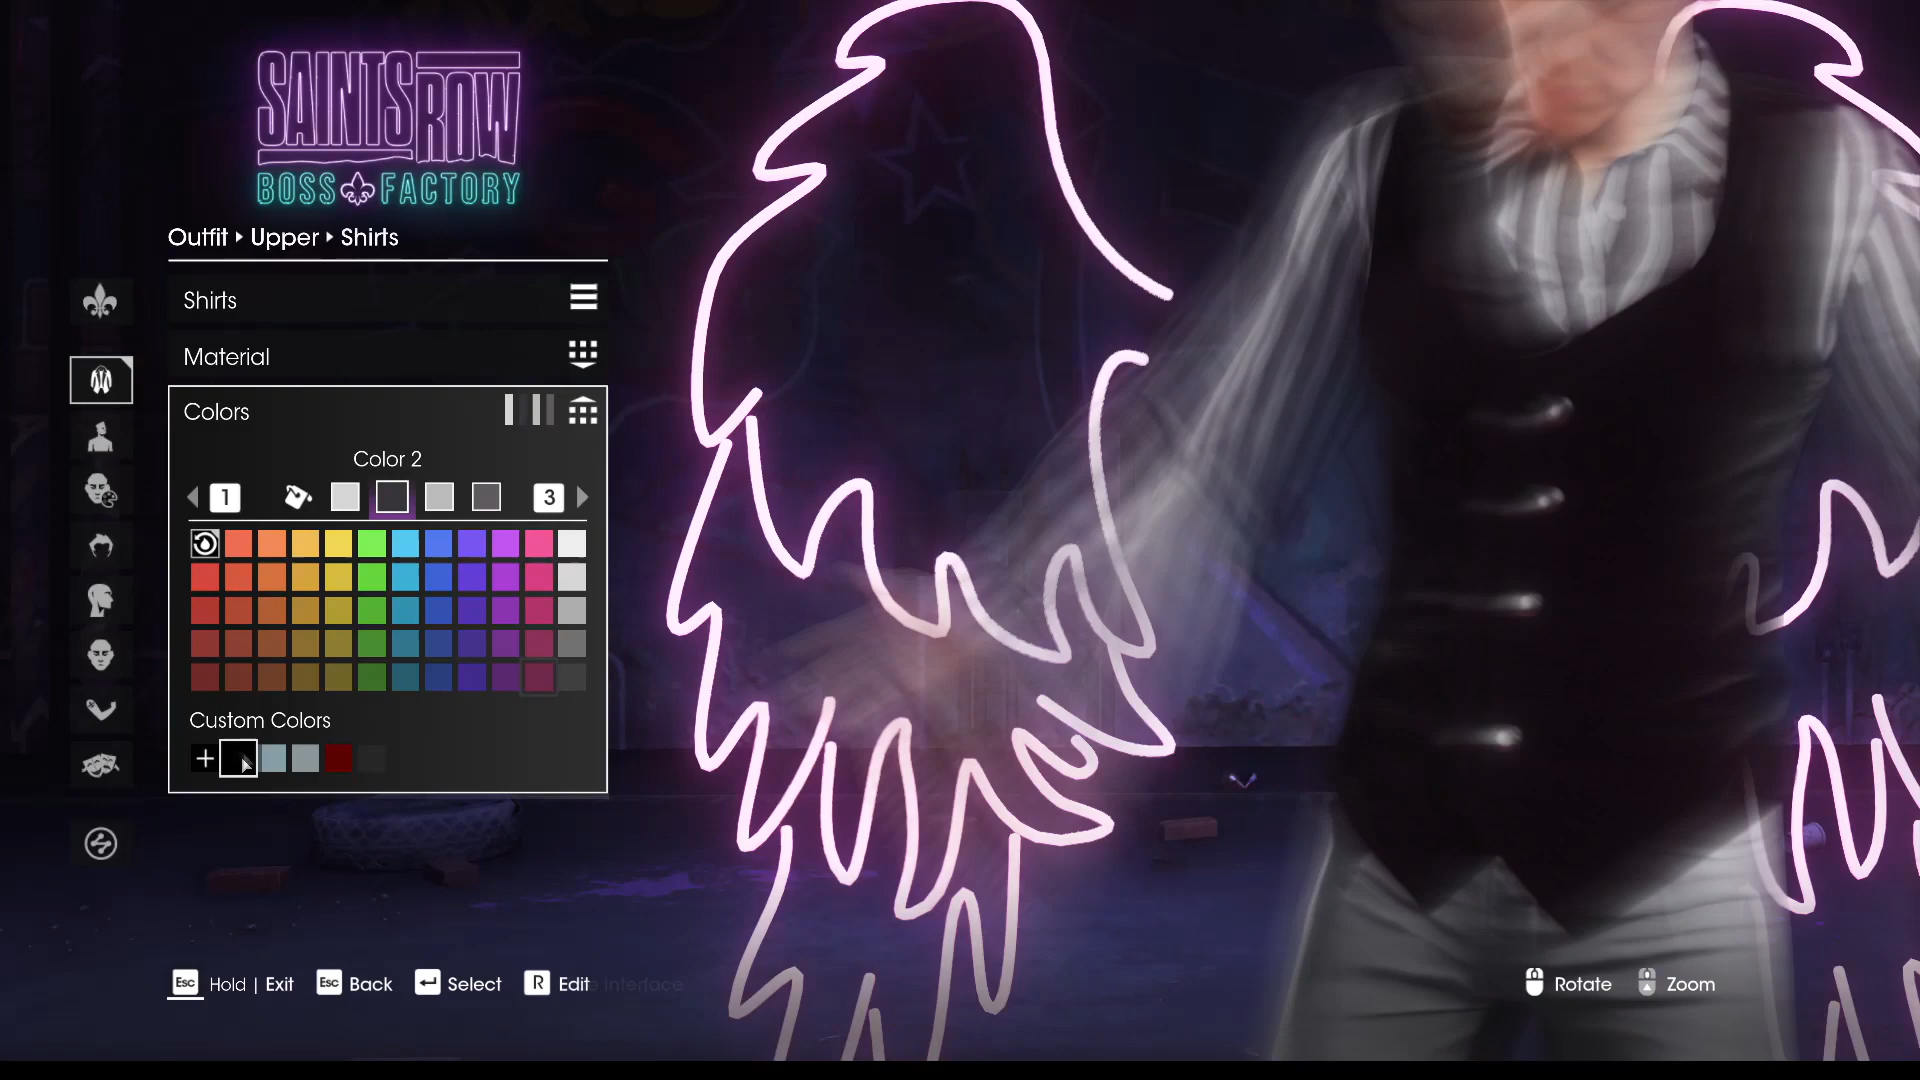 SAINTS ROW
BOSS FACTORY
Outfit ▸ Upper ▸ Shirts
Shirts
Material
Colors
Color 2
1
3
Custom Colors
+
Esc Hold | Exit Esc Back Select R Edit Interface
Rotate Zoom